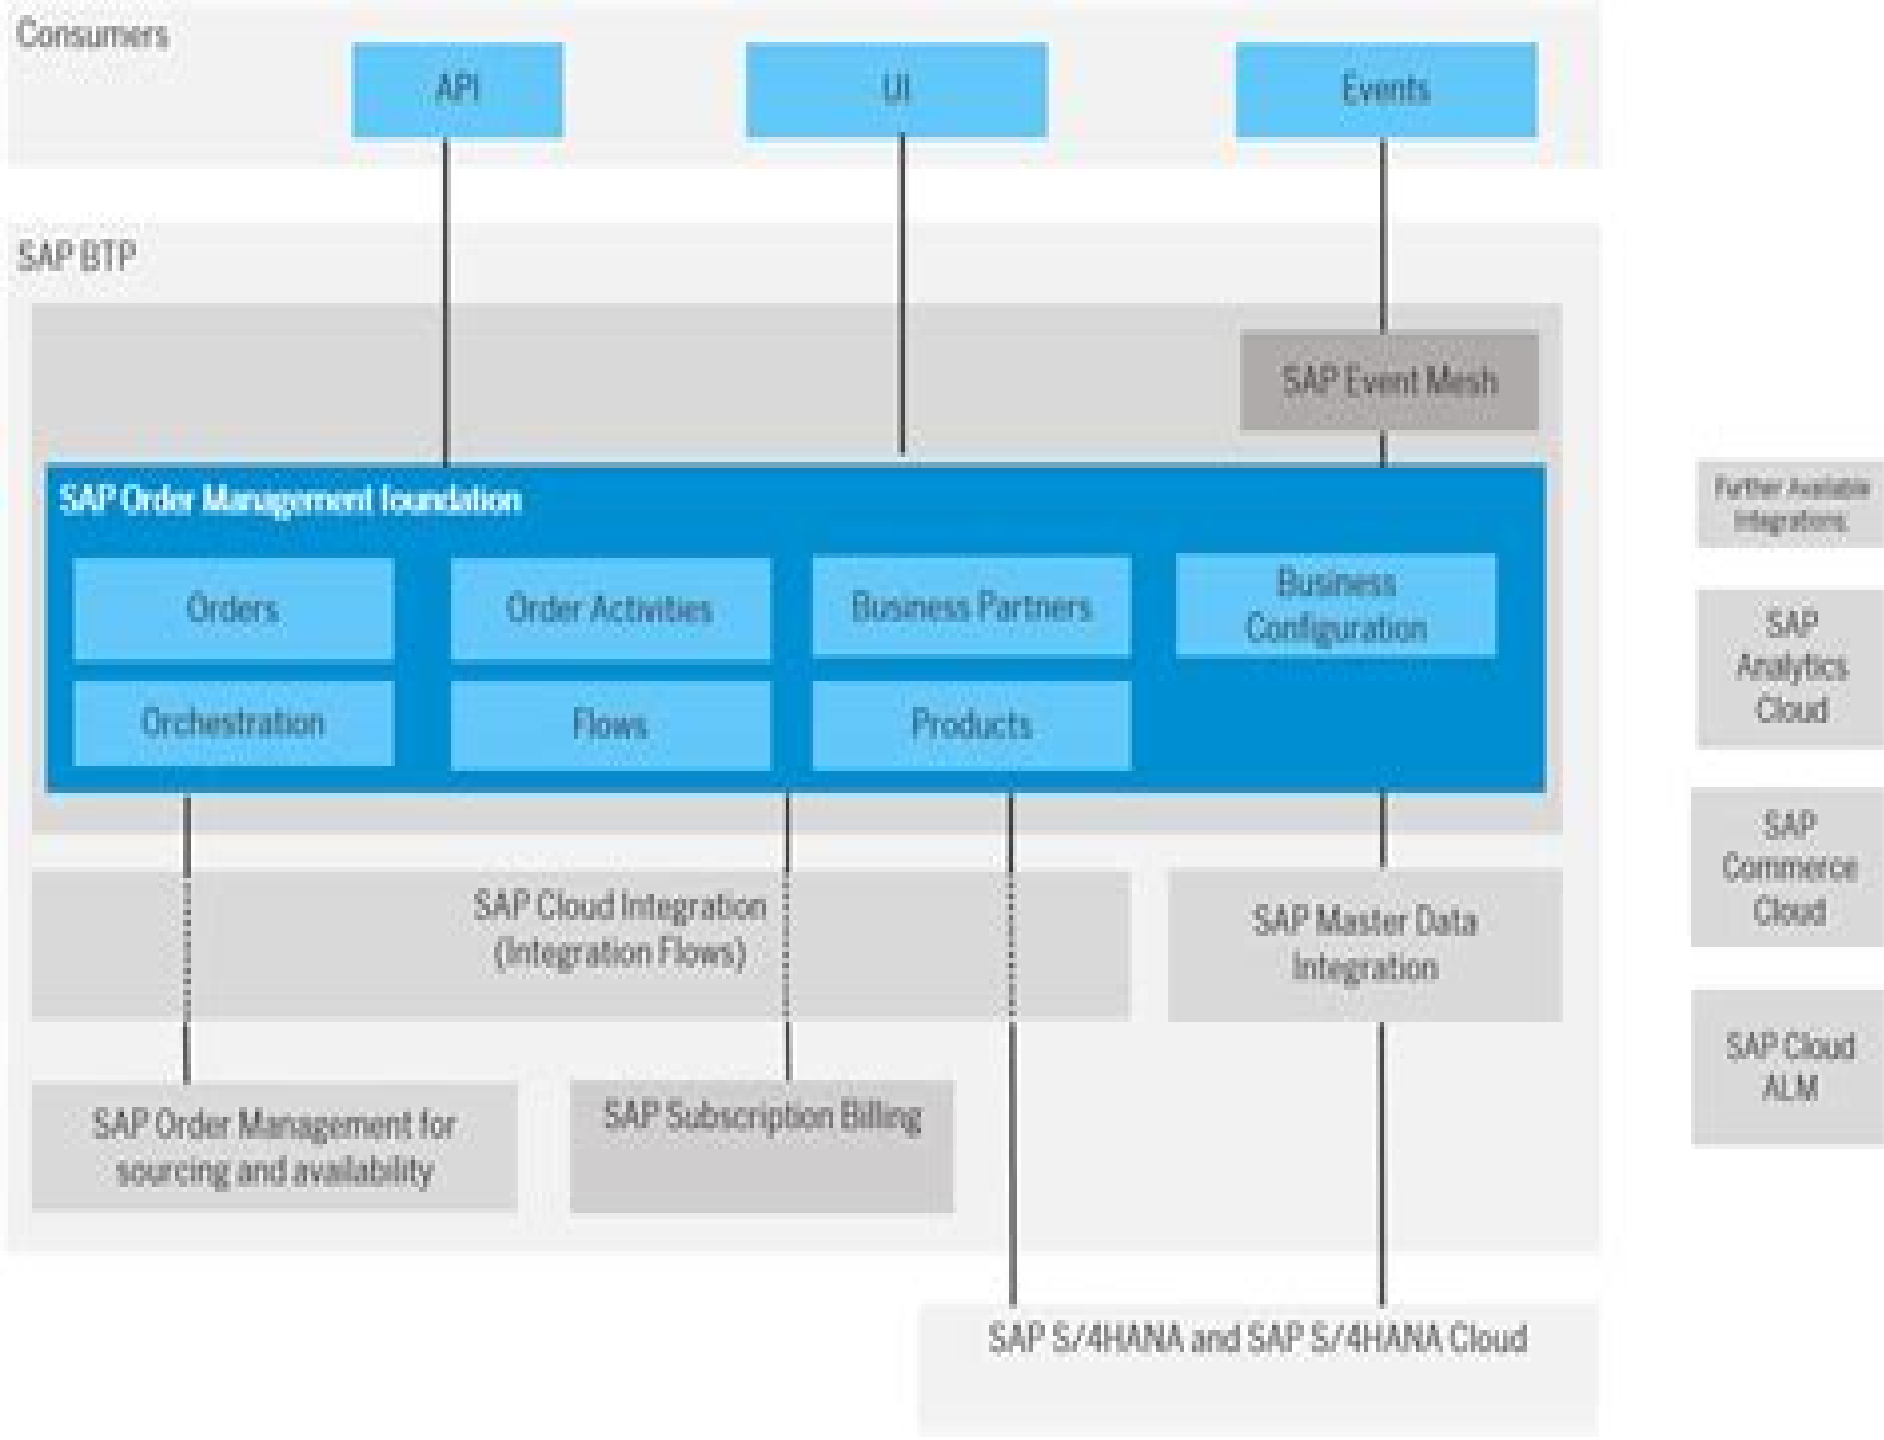 Consumers
API
UI
Events
SAP BTP
SAP Event Mesh
SAP Order Management foundation
Orders
Order Activities
Business Partners
Business
Configuration
Orchestration
Flows
Products
SAP Cloud Integration
(Integration Flows)
SAP Master Data
Integration
SAP Order Management for
sourcing and availability
SAP Subscription Billing
SAP S/4HANA and SAP S/4HANA Cloud
Further Available
Integrations
SAP
Analytics
Cloud
SAP
Commerce
Cloud
SAP Cloud
ALM